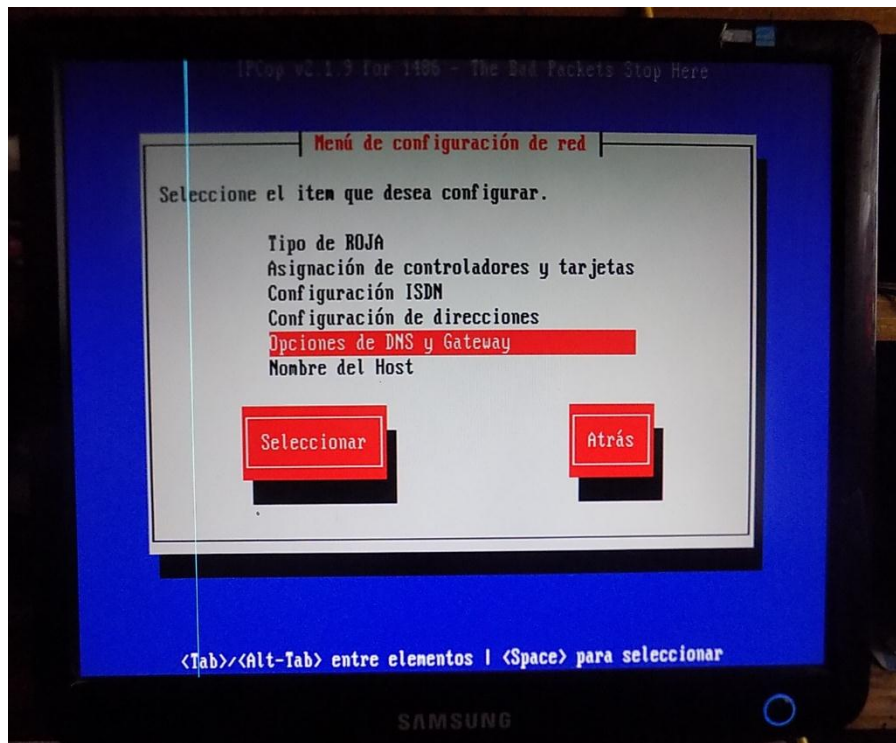 IPCop v2.1.9 for i486 - The Bad Packets Stop Here
Menú de configuración de red
Seleccione el item que desea configurar.
Tipo de ROJA
Asignación de controladores y tarjetas
Configuración ISDN
Configuración de direcciones
Opciones de DNS y Gateway
Nombre del Host
Seleccionar
Atrás
<Tab>/<Alt-Tab> entre elementos | <Space> para seleccionar
SAMSUNG